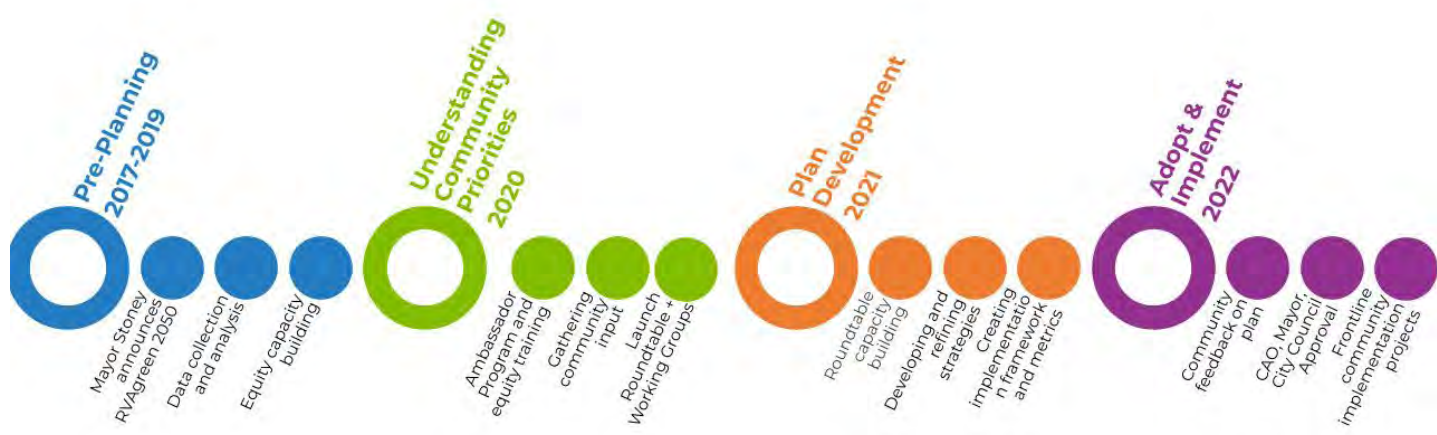 Pre-Planning
2017-2019
Mayor Stoney
announces
RVAgreen 2050
Data collection
and analysis
Equity capacity
building
Understanding
Community
Priorities
2020
Ambassador
Program and
equity training
Gathering
community
input
Launch
Roundtable +
Working Groups
Plan
Development
2021
Roundtable
capacity
building
Developing and
refining
strategies
Creating
implementatio
n framework
and metrics
Adopt &
Implement
2022
Community
feedback on
plan
CAO, Mayor,
City Council
Approval
Frontline
community
implementation
projects